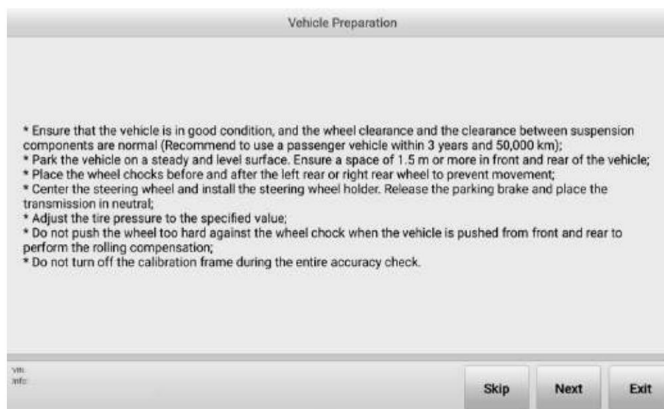 Vehicle Preparation
* Ensure that the vehicle is in good condition, and the wheel clearance and the clearance between suspension
components are normal (Recommend to use a passenger vehicle within 3 years and 50,000 km);
* Park the vehicle on a steady and level surface. Ensure a space of 1.5 m or more in front and rear of the vehicle;
* Place the wheel chocks before and after the left rear or right rear wheel to prevent movement;
* Center the steering wheel and install the steering wheel holder. Release the parking brake and place the
transmission in neutral;
* Adjust the tire pressure to the specified value;
* Do not push the wheel too hard against the wheel chock when the vehicle is pushed from front and rear to
perform the rolling compensation;
* Do not turn off the calibration frame during the entire accuracy check.
VIN:
Info:
Skip Next Exit